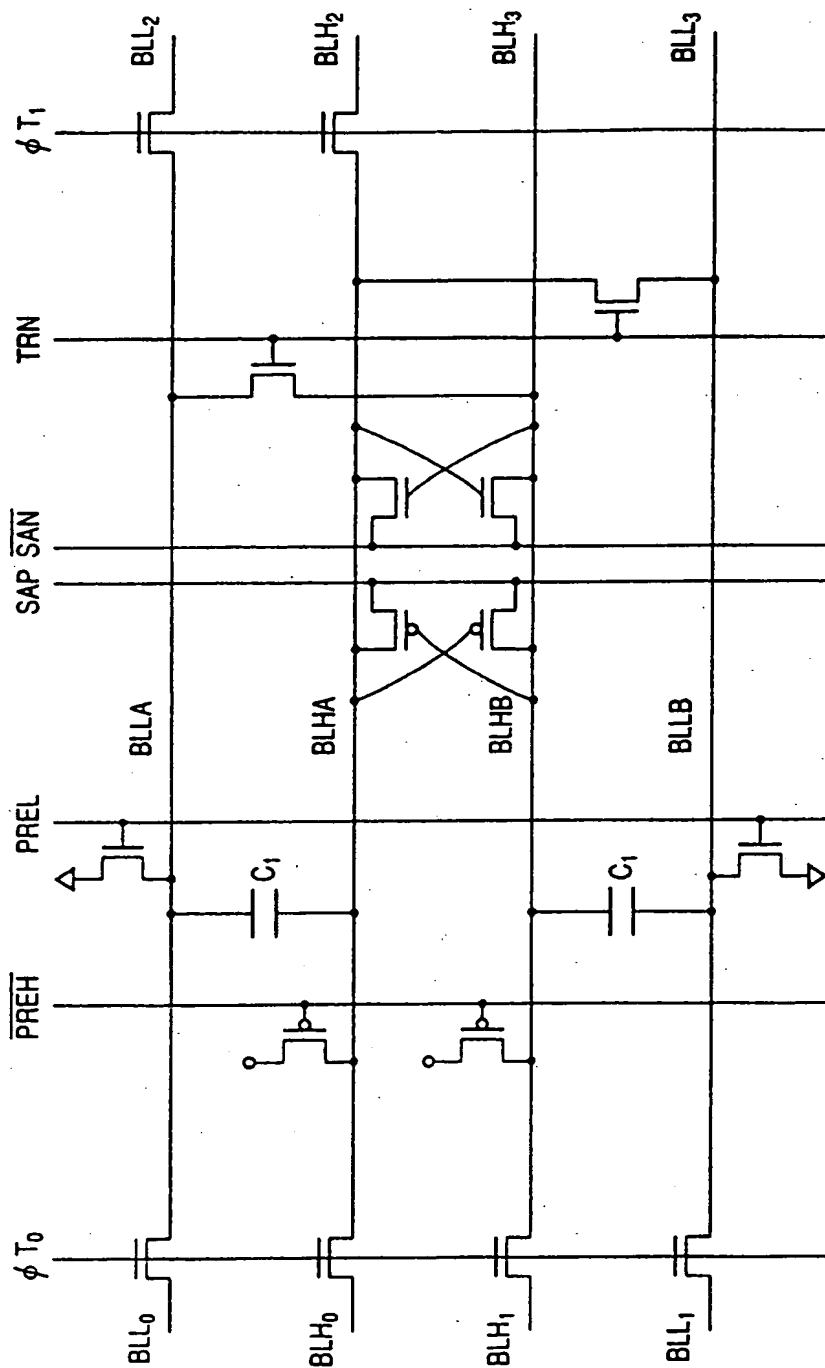 φT₀ PREH PREL SAP SAN TRN φT₁
BLL₀ BLLA BLL₂
C₁
BLH₀ BLHA BLH₂
BLH₁ BLHB BLH₃
C₁
BLL₁ BLLB BLL₃